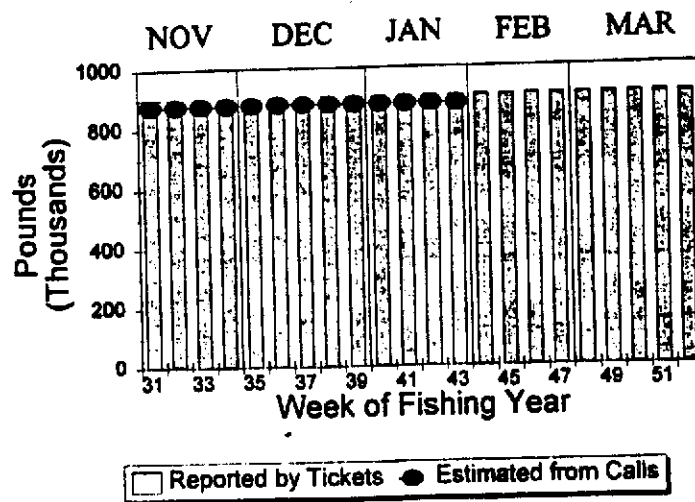 NOV DEC JAN FEB MAR
1000
800
600
400
200
0
Pounds
(Thousands)
31 33 35 37 39 41 43 45 47 49 51
Week of Fishing Year
Reported by Tickets Estimated from Calls